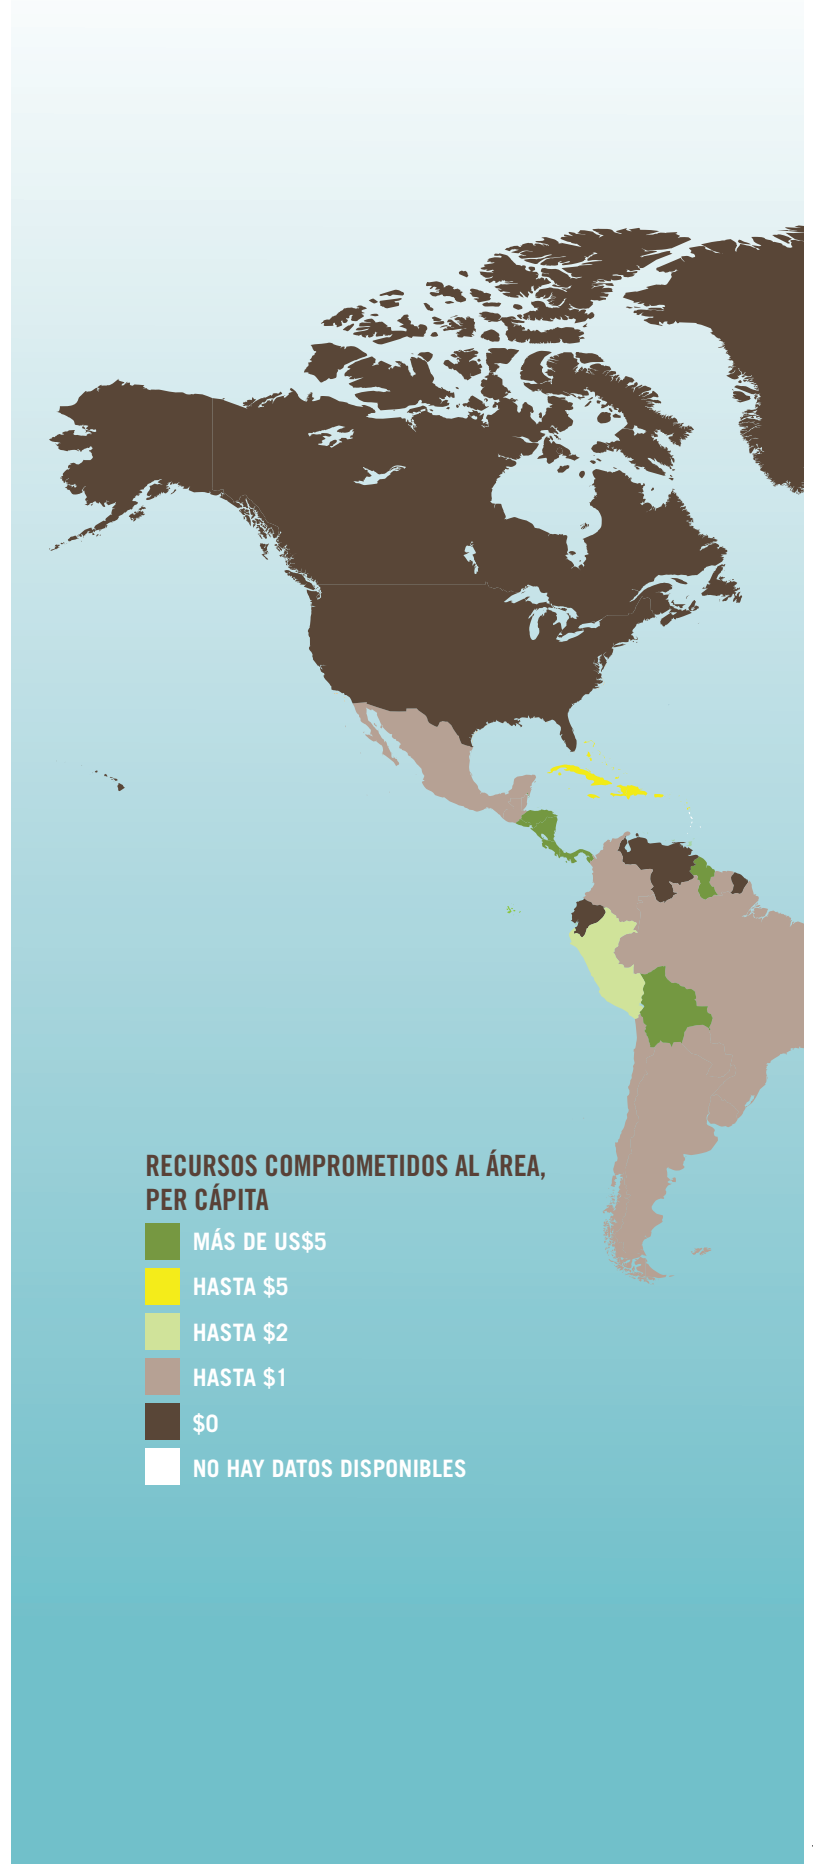 RECURSOS COMPROMETIDOS AL ÁREA,
PER CÁPITA
MÁS DE US$5
HASTA $5
HASTA $2
HASTA $1
$0
NO HAY DATOS DISPONIBLES